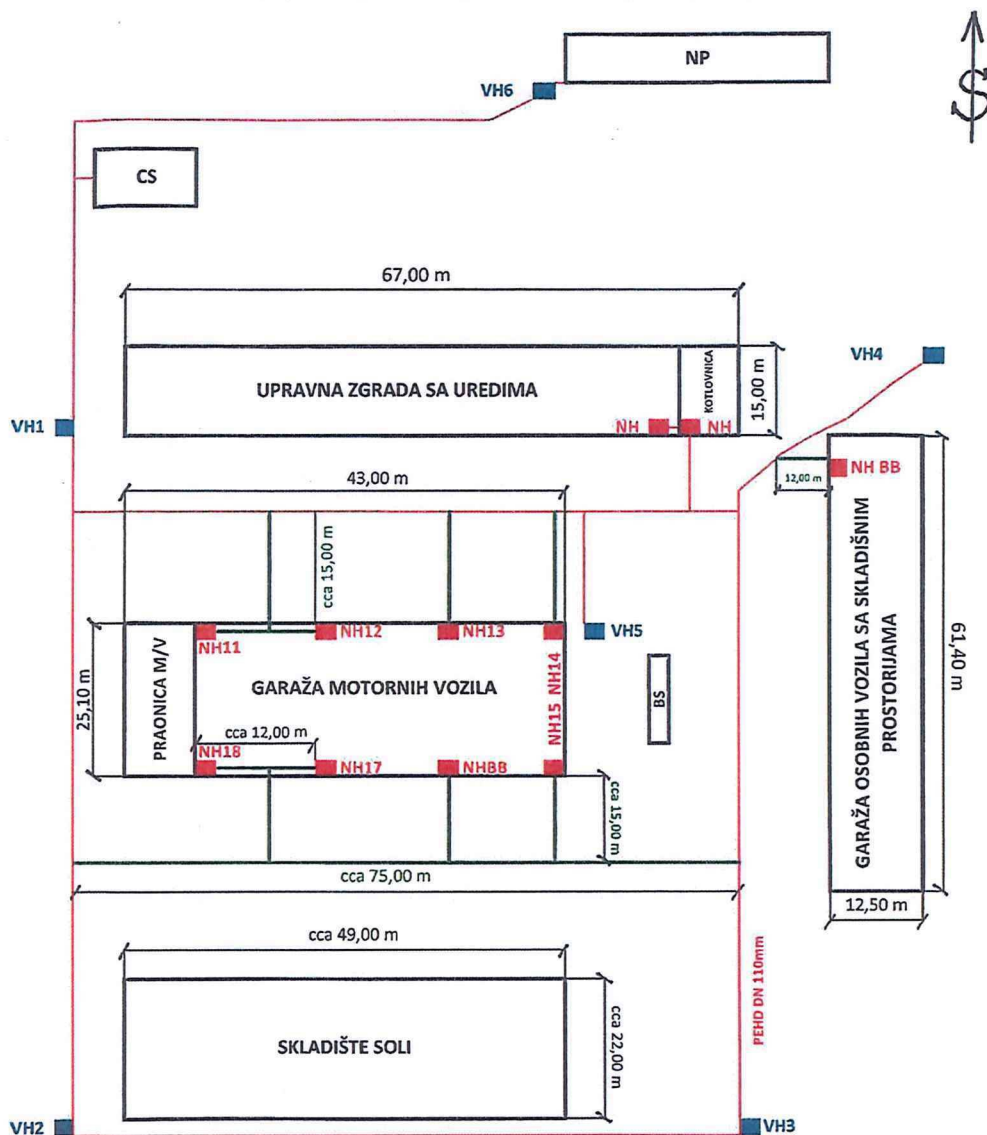 NP
VH6
S
CS
67,00 m
UPRAVNA ZGRADA SA UREDIMA
KOTLOVNICA
15,00 m
VH4
VH1
NH
NH
NH BB
12,00 m
43,00 m
cca 15,00 m
NH11
NH12
NH13
NH14
VH5
25,10 m
PRAONICA M/V
GARAŽA MOTORNIH VOZILA
NH15
BS
GARAŽA OSOBNIH VOZILA SA SKLADIŠNIM
PROSTORIJAMA
61,40 m
cca 12,00 m
NH18
NH17
NHBB
cca 15,00 m
cca 75,00 m
12,50 m
cca 49,00 m
PEHD DN 110mm
SKLADIŠTE SOLI
cca 22,00 m
VH2
VH3